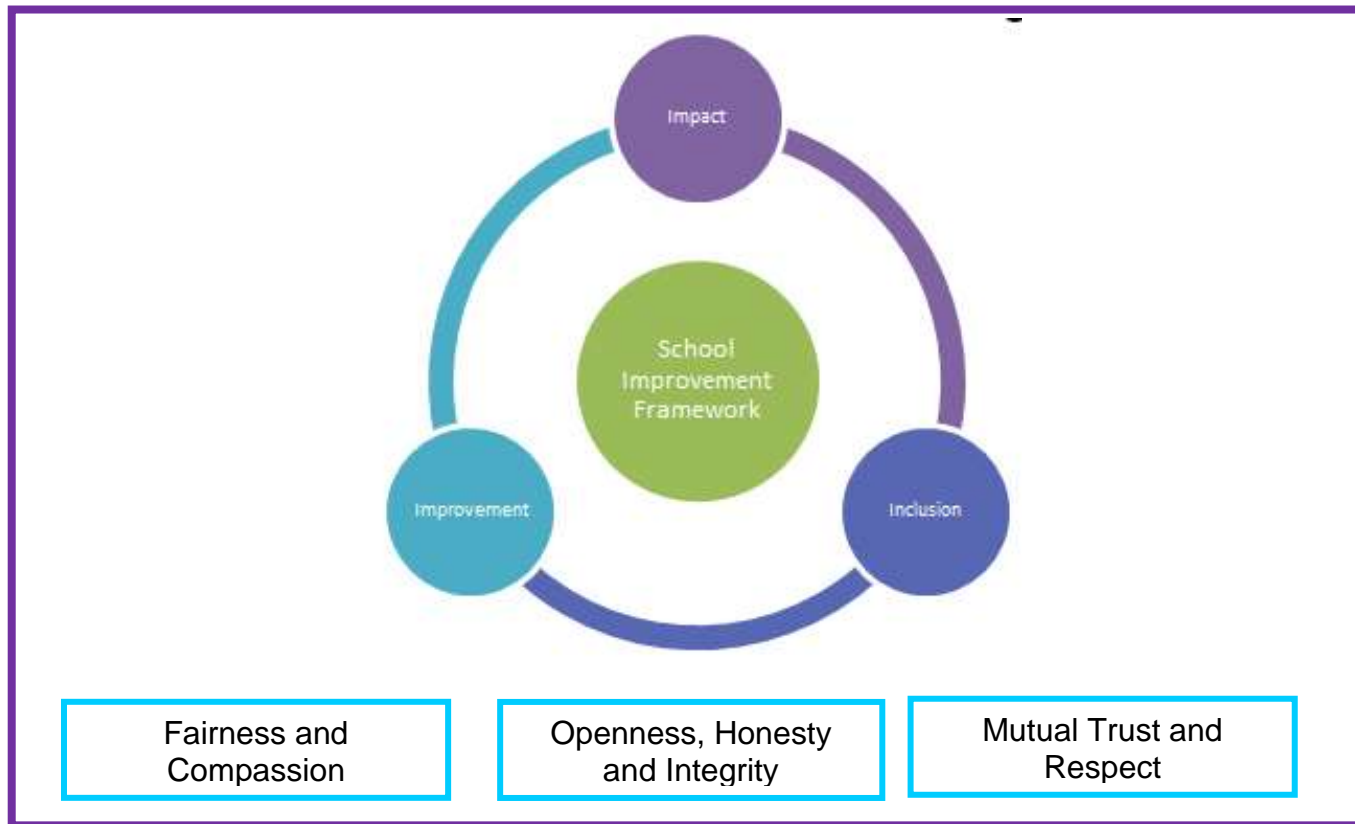 Impact
School
Improvement
Framework
Improvement
Inclusion
Fairness and
Compassion
Openness, Honesty
and Integrity
Mutual Trust and
Respect